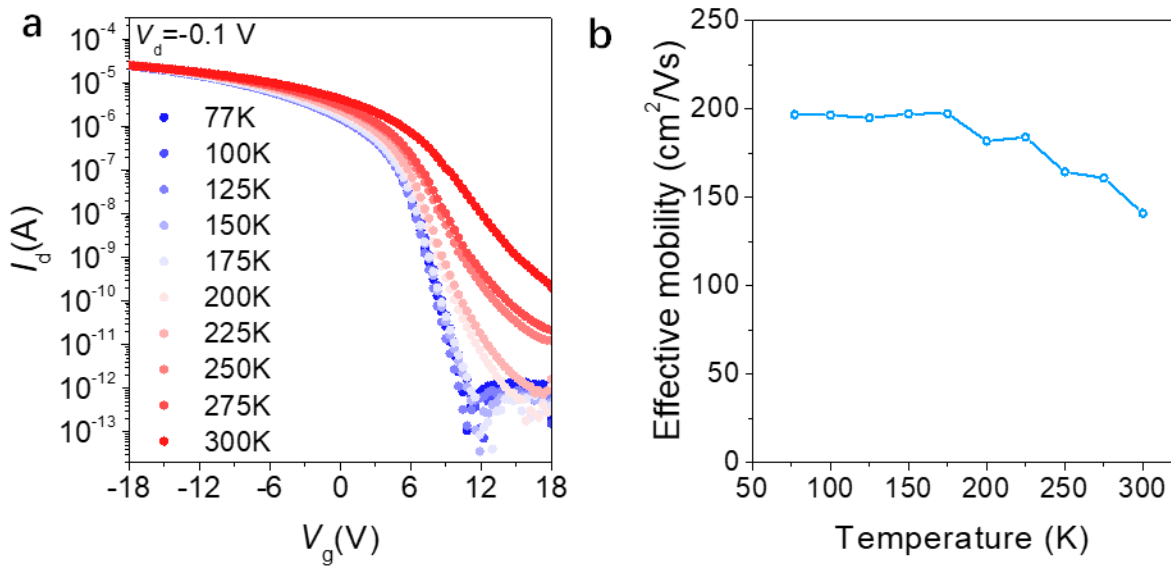 a
V_d=-0.1 V
10⁻⁴
10⁻⁵
10⁻⁶
10⁻⁷
10⁻⁸
10⁻⁹
10⁻¹⁰
10⁻¹¹
10⁻¹²
10⁻¹³
I_d(A)
77K
100K
125K
150K
175K
200K
225K
250K
275K
300K
-18 -12 -6 0 6 12 18
V_g(V)
b
250
200
150
100
50
0
Effective mobility (cm²/Vs)
50 100 150 200 250 300
Temperature (K)